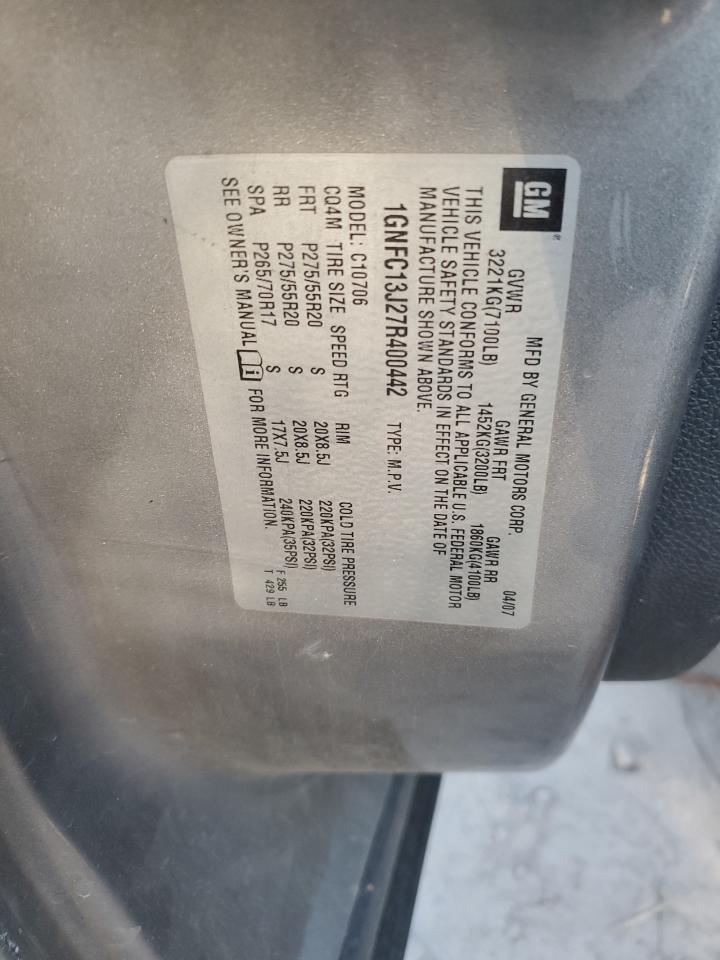 GM®
MFD BY GENERAL MOTORS CORP. 04/07
GVWR GAWR FRT GAWR RR
3221KG(7100LB) 1452KG(3200LB) 1860KG(4100LB)
THIS VEHICLE CONFORMS TO ALL APPLICABLE U.S. FEDERAL MOTOR
VEHICLE SAFETY STANDARDS IN EFFECT ON THE DATE OF
MANUFACTURE SHOWN ABOVE.
1GNFC13J27R400442 TYPE: M.P.V.
MODEL: C10706
CQ4M TIRE SIZE SPEED RTG RIM COLD TIRE PRESSURE
FRT P275/55R20 S 20X8.5J 220KPA(32PSI)
RR P275/55R20 S 20X8.5J 220KPA(32PSI)
SPA P265/70R17 S 17X7.5J 240KPA(35PSI) F 255 LB
SEE OWNER'S MANUAL i FOR MORE INFORMATION. T 429 LB